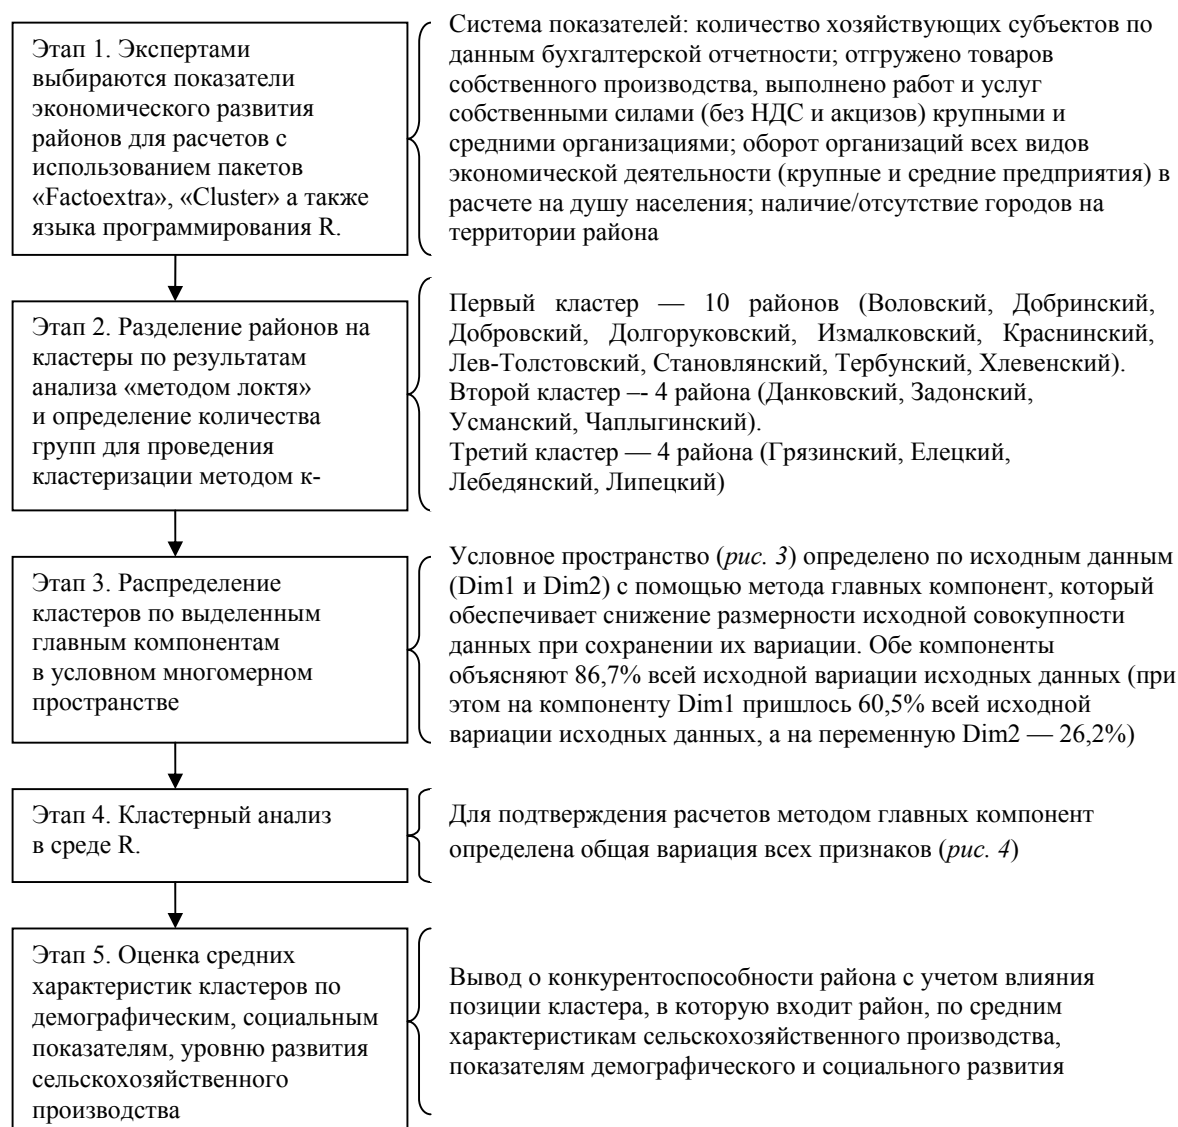 Этап 1. Экспертами
выбираются показатели
экономического развития
районов для расчетов с
использованием пакетов
«Factoextra», «Cluster» а также
языка программирования R.
Система показателей: количество хозяйствующих субъектов по
данным бухгалтерской отчетности; отгружено товаров
собственного производства, выполнено работ и услуг
собственными силами (без НДС и акцизов) крупными и
средними организациями; оборот организаций всех видов
экономической деятельности (крупные и средние предприятия) в
расчете на душу населения; наличие/отсутствие городов на
территории района
Этап 2. Разделение районов на
кластеры по результатам
анализа «методом локтя»
и определение количества
групп для проведения
кластеризации методом к-
Первый кластер — 10 районов (Воловский, Добринский,
Добровский, Долгоруковский, Измалковский, Краснинский,
Лев-Толстовский, Становлянский, Тербунский, Хлевенский).
Второй кластер –- 4 района (Данковский, Задонский,
Усманский, Чаплыгинский).
Третий кластер — 4 района (Грязинский, Елецкий,
Лебедянский, Липецкий)
Этап 3. Распределение
кластеров по выделенным
главным компонентам
в условном многомерном
пространстве
Условное пространство (рис. 3) определено по исходным данным
(Dim1 и Dim2) с помощью метода главных компонент, который
обеспечивает снижение размерности исходной совокупности
данных при сохранении их вариации. Обе компоненты
объясняют 86,7% всей исходной вариации исходных данных (при
этом на компоненту Dim1 пришлось 60,5% всей исходной
вариации исходных данных, а на переменную Dim2 — 26,2%)
Этап 4. Кластерный анализ
в среде R.
Для подтверждения расчетов методом главных компонент
определена общая вариация всех признаков (рис. 4)
Этап 5. Оценка средних
характеристик кластеров по
демографическим, социальным
показателям, уровню развития
сельскохозяйственного
производства
Вывод о конкурентоспособности района с учетом влияния
позиции кластера, в которую входит район, по средним
характеристикам сельскохозяйственного производства,
показателям демографического и социального развития